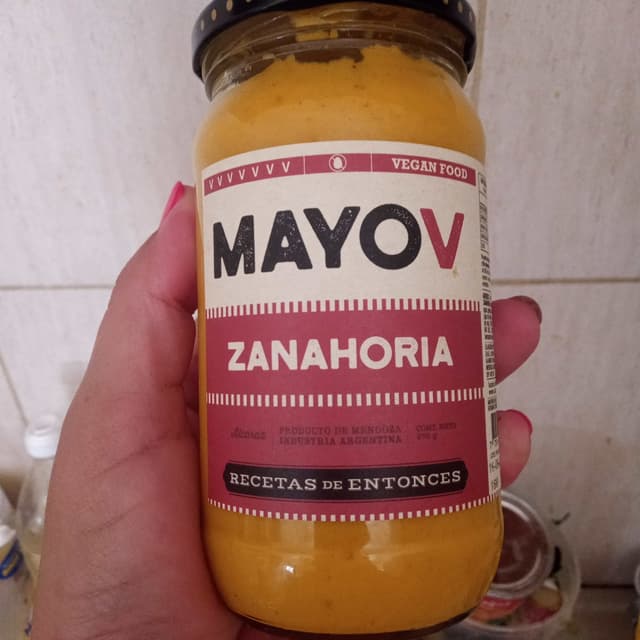 VVVVVVV
VEGAN FOOD
MAYOV
ZANAHORIA
PRODUCTO DE MENDOZA
INDUSTRIA ARGENTINA
CONT. NETO
RECETAS DE ENTONCES